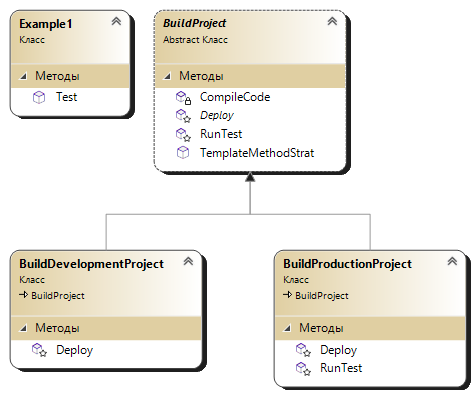 Example1
Класс
Методы
Test
BuildProject
Abstract Класс
Методы
CompileCode
Deploy
RunTest
TemplateMethodStrat
BuildDevelopmentProject
Класс
BuildProject
Методы
Deploy
BuildProductionProject
Класс
BuildProject
Методы
Deploy
RunTest